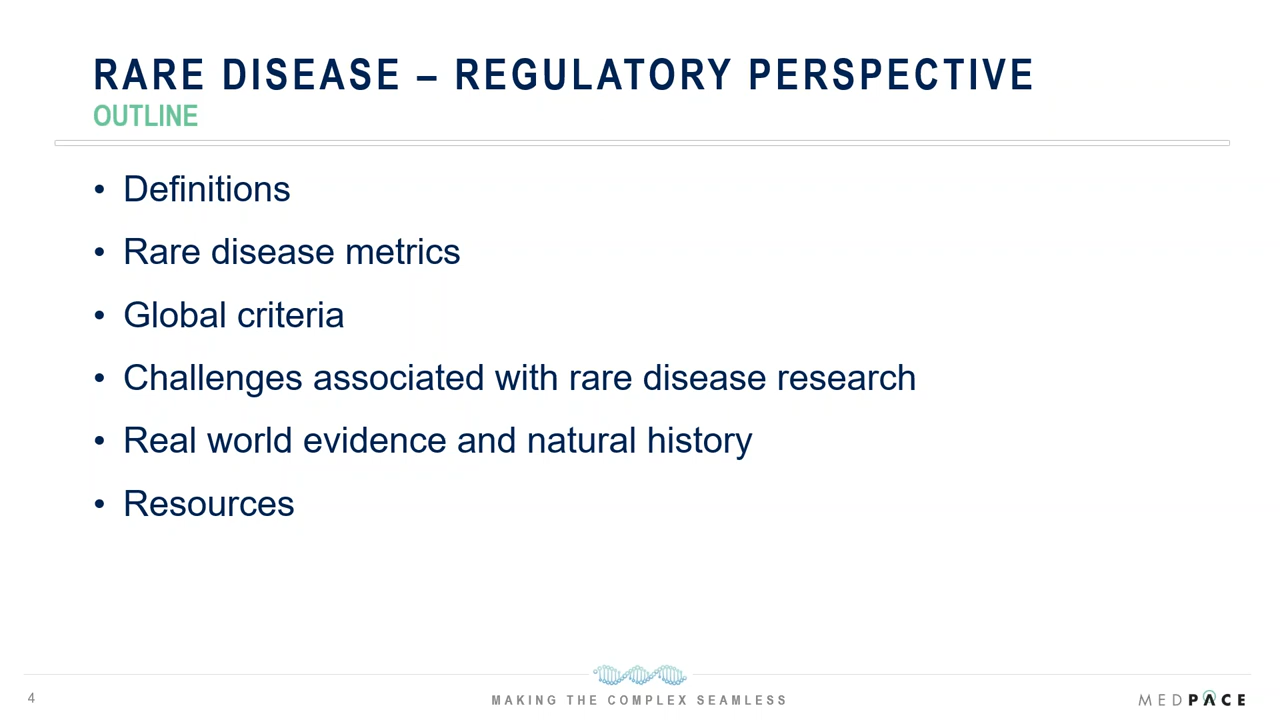 RARE DISEASE – REGULATORY PERSPECTIVE
OUTLINE
• Definitions
• Rare disease metrics
• Global criteria
• Challenges associated with rare disease research
• Real world evidence and natural history
• Resources
4
MAKING THE COMPLEX SEAMLESS
MEDPACE